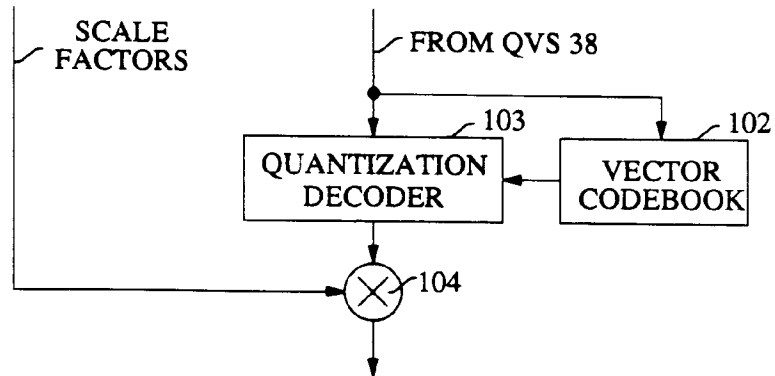 SCALE
FACTORS
FROM QVS 38
103
QUANTIZATION
DECODER
102
VECTOR
CODEBOOK
104